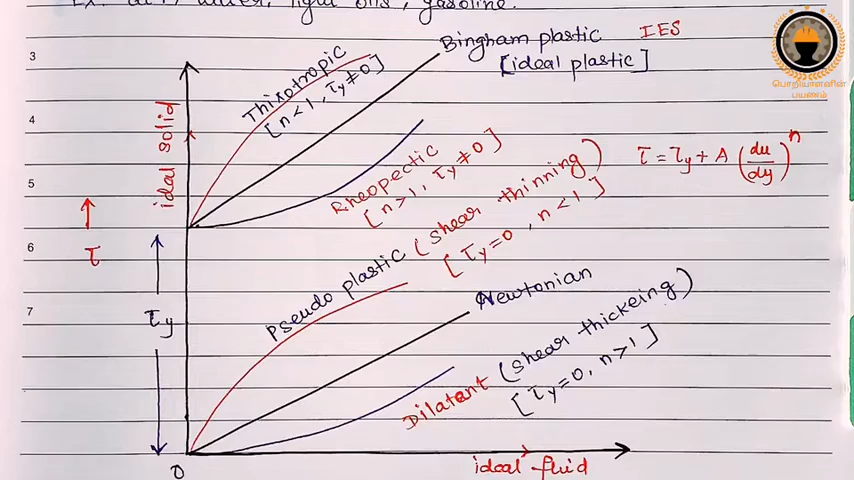 Ex. air, water, light oils, gasoline.
3
4
5
6
7
Bingham plastic IES
[ideal plastic]
Thixotropic
[n<1, τy≠0]
ideal solid
Rheopectic
[n>1, τy≠0]
τ = τy + A (du/dy)^n
τ
τy
Pseudo plastic (shear thinning)
[τy=0, n<1]
Newtonian
Dilatant (shear thickeing)
[τy=0, n>1]
0
ideal fluid
பொறியாளனின்
பயணம்